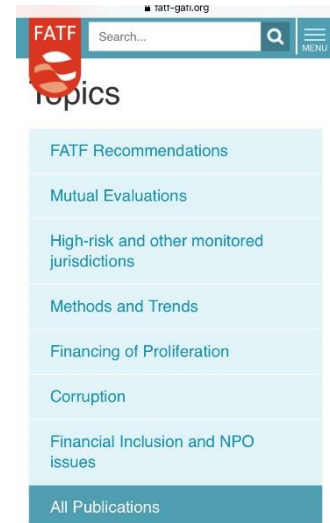 fatf-gafi.org
FATF
Search...
MENU
Topics
FATF Recommendations
Mutual Evaluations
High-risk and other monitored
jurisdictions
Methods and Trends
Financing of Proliferation
Corruption
Financial Inclusion and NPO
issues
All Publications